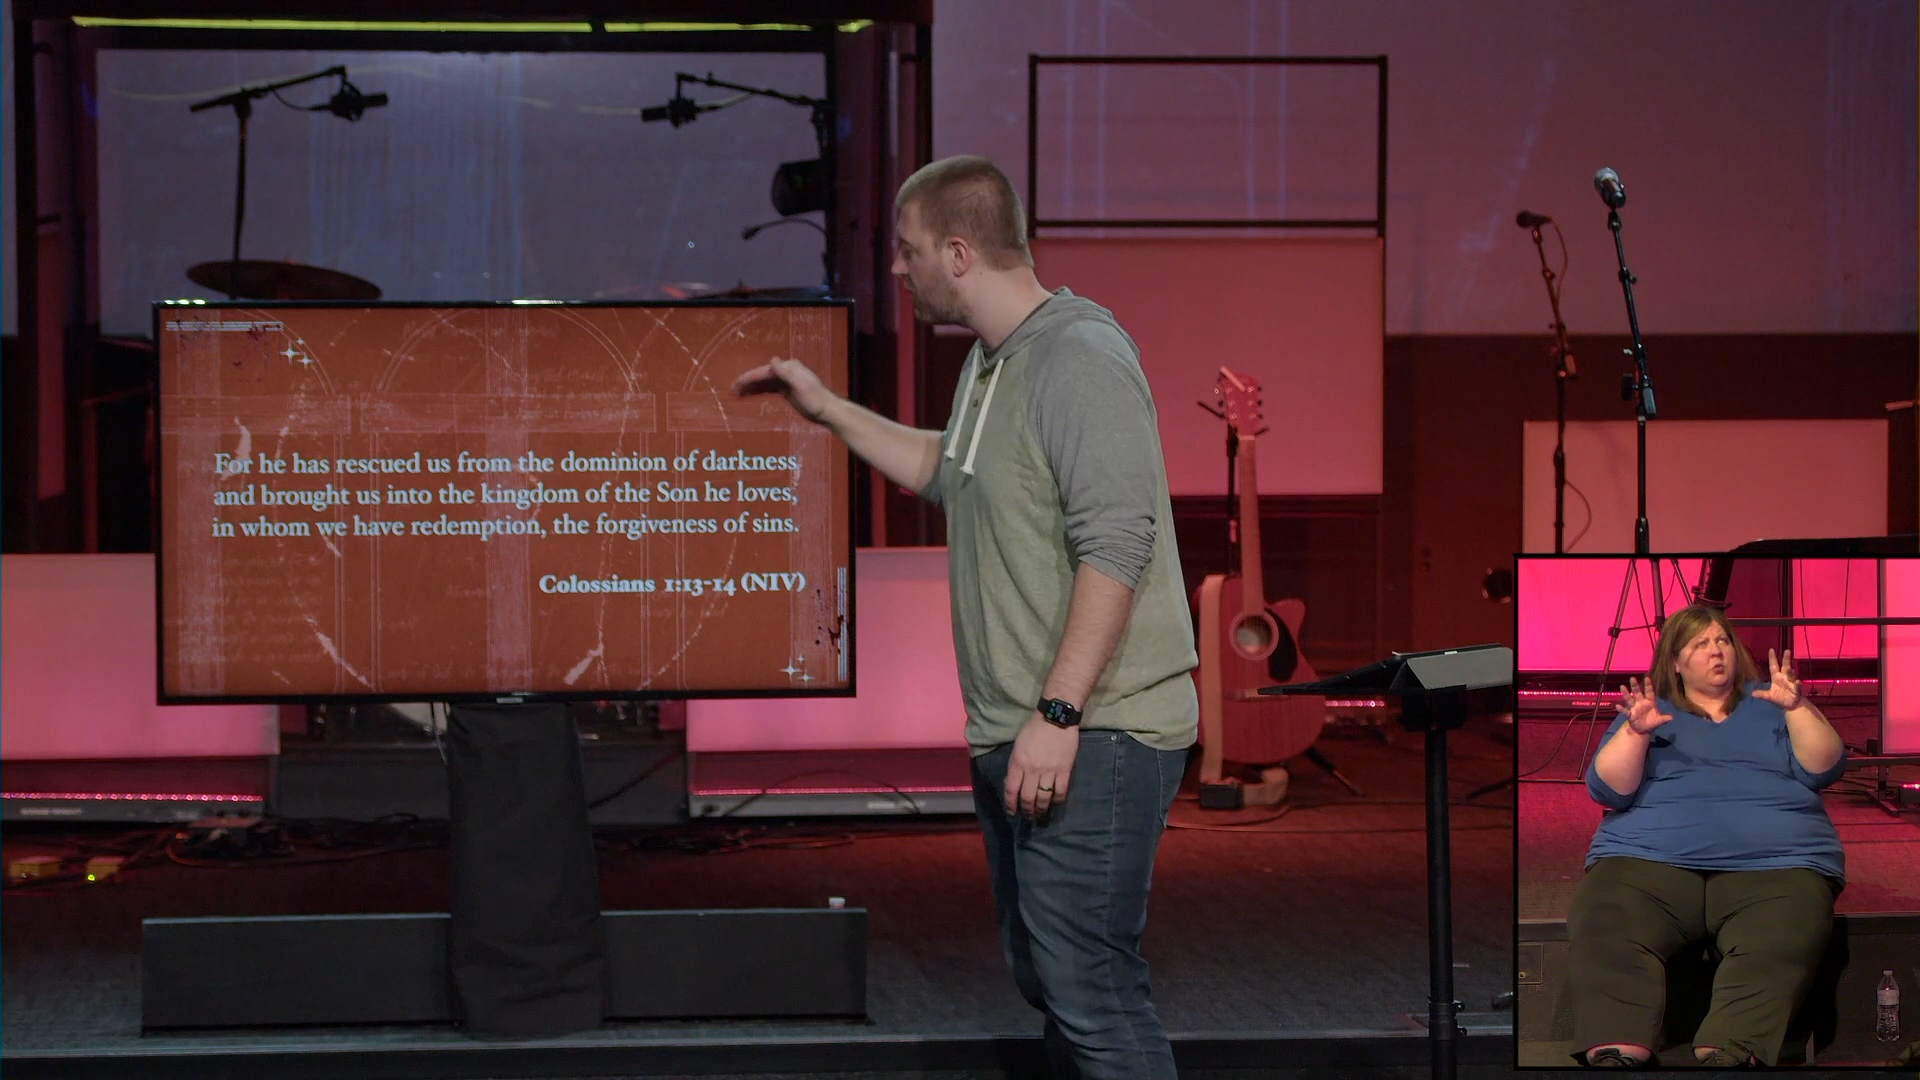 For he has rescued us from the dominion of darkness
and brought us into the kingdom of the Son he loves,
in whom we have redemption, the forgiveness of sins.
Colossians 1:13-14 (NIV)